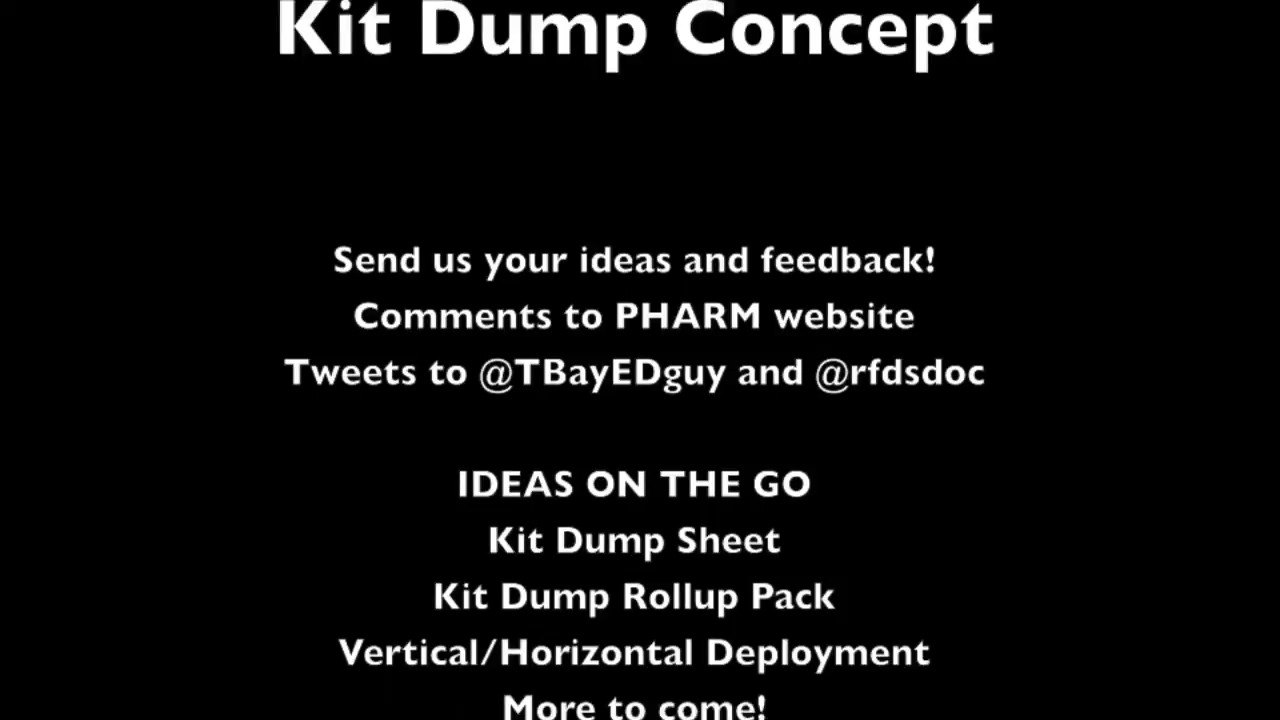 Kit Dump Concept
Send us your ideas and feedback!
Comments to PHARM website
Tweets to @TBayEDguy and @rfdsdoc
IDEAS ON THE GO
Kit Dump Sheet
Kit Dump Rollup Pack
Vertical/Horizontal Deployment
More to come!